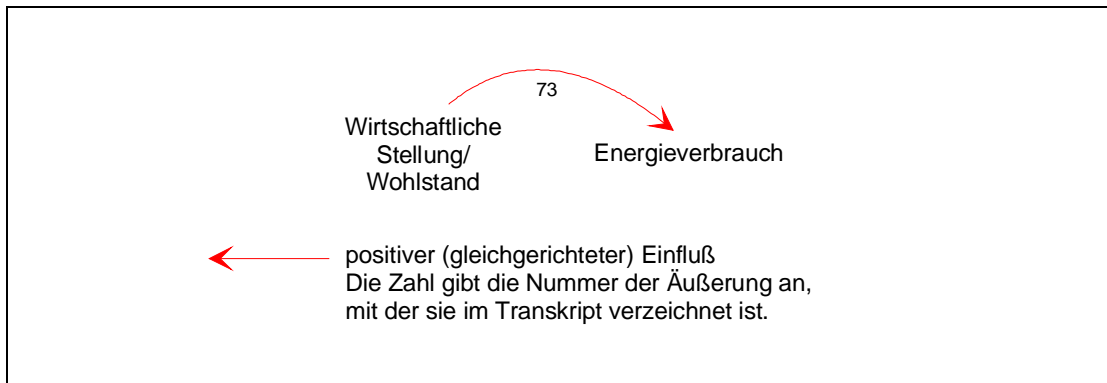 73
Wirtschaftliche
Stellung/
Wohlstand
Energieverbrauch
positiver (gleichgerichteter) Einfluß
Die Zahl gibt die Nummer der Äußerung an,
mit der sie im Transkript verzeichnet ist.